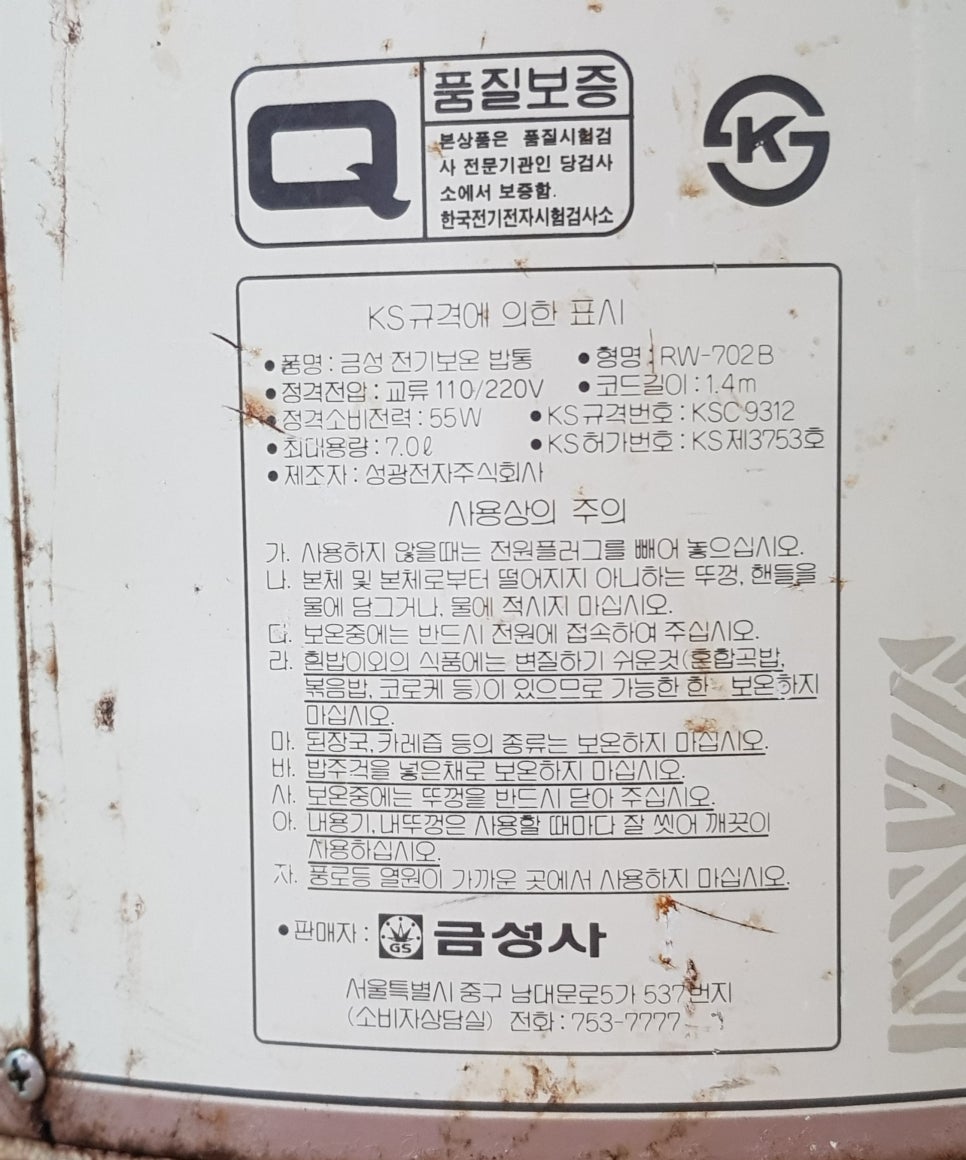 품질보증
본상품은 품질시험검
사 전문기관인 당검사
소에서 보증함.
한국전기전자시험검사소
K
KS규격에 의한 표시
● 품명 : 금성 전기보온 밥통 ● 형명 : RW-702B
● 정격전압 : 교류 110/220V ● 코드길이 : 1.4m
● 정격소비전력 : 55W ● KS규격번호 : KSC 9312
● 최대용량 : 7.0ℓ ● KS허가번호 : KS제3753호
● 제조자 : 성광전자주식회사
사용상의 주의
가. 사용하지 않을때는 전원플러그를 빼어 놓으십시오.
나. 본체 및 본체로부터 떨어지지 아니하는 뚜껑, 핸들을
물에 담그거나, 물에 적시지 마십시오.
다. 보온중에는 반드시 전원에 접속하여 주십시오.
라. 흰밥이외의 식품에는 변질하기 쉬운것(혼합곡밥,
볶음밥, 코로케 등)이 있으므로 가능한 한 보온하지
마십시오.
마. 된장국, 카레즙 등의 종류는 보온하지 마십시오.
바. 밥주걱을 넣은채로 보온하지 마십시오.
사. 보온중에는 뚜껑을 반드시 닫아 주십시오.
아. 내용기, 내뚜껑은 사용할 때마다 잘 씻어 깨끗이
사용하십시오.
자. 풍로등 열원이 가까운 곳에서 사용하지 마십시오.
● 판매자 : GS 금성사
서울특별시 중구 남대문로5가 537번지
(소비자상담실) 전화 : 753-7777